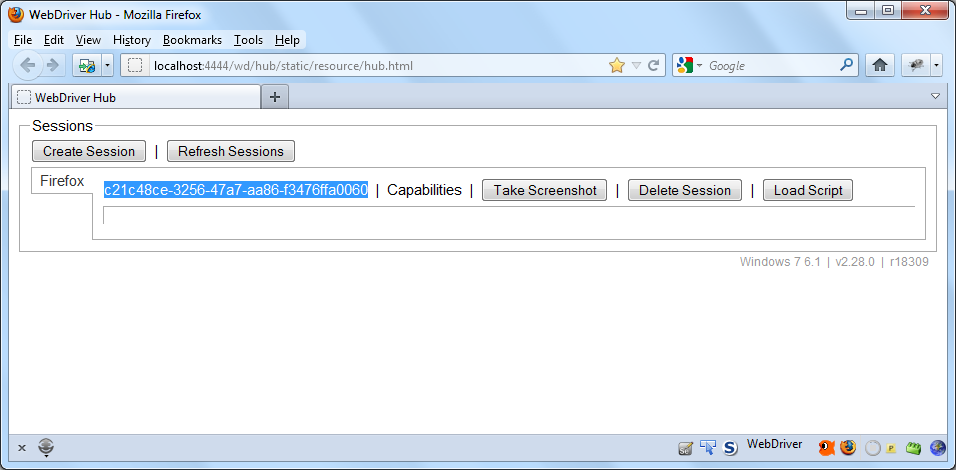 WebDriver Hub - Mozilla Firefox
File Edit View History Bookmarks Tools Help
localhost:4444/wd/hub/static/resource/hub.html Google
WebDriver Hub
Sessions
Create Session | Refresh Sessions
Firefox
c21c48ce-3256-47a7-aa86-f3476ffa0060 | Capabilities | Take Screenshot | Delete Session | Load Script
Windows 7 6.1 | v2.28.0 | r18309
WebDriver